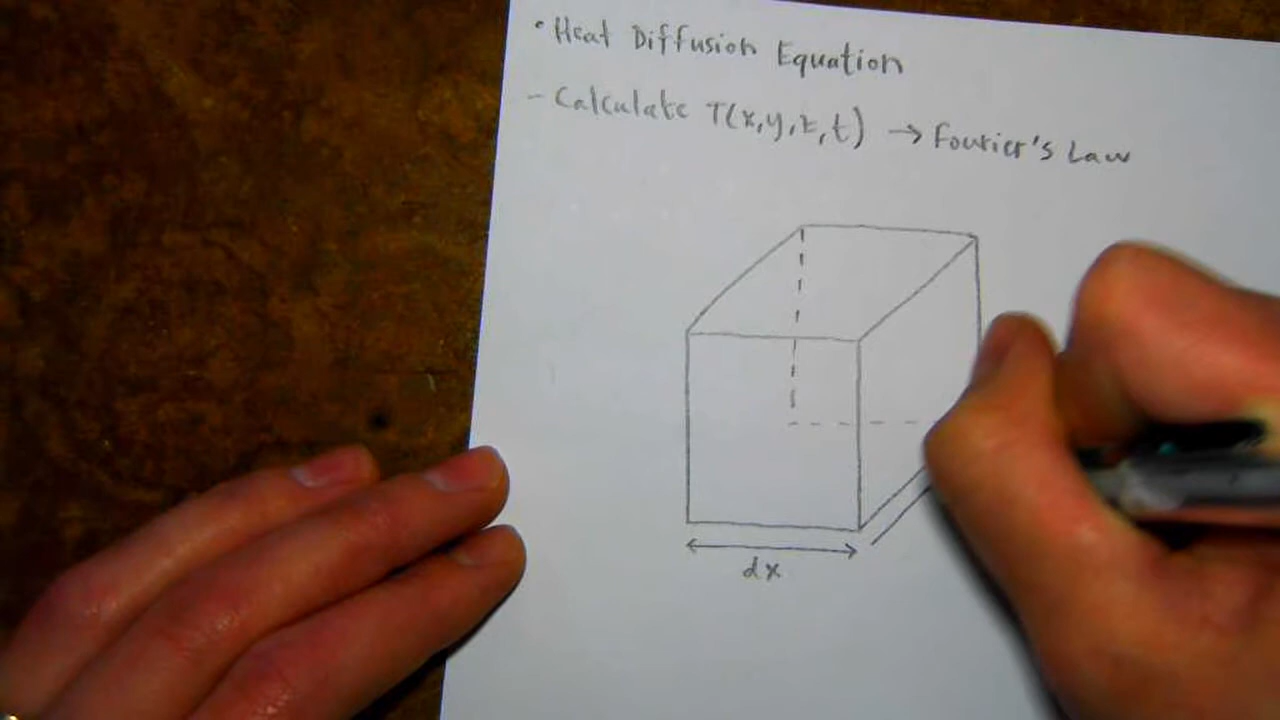 • Heat Diffusion Equation
- Calculate T(x,y,z,t) → Fourier's Law
dx